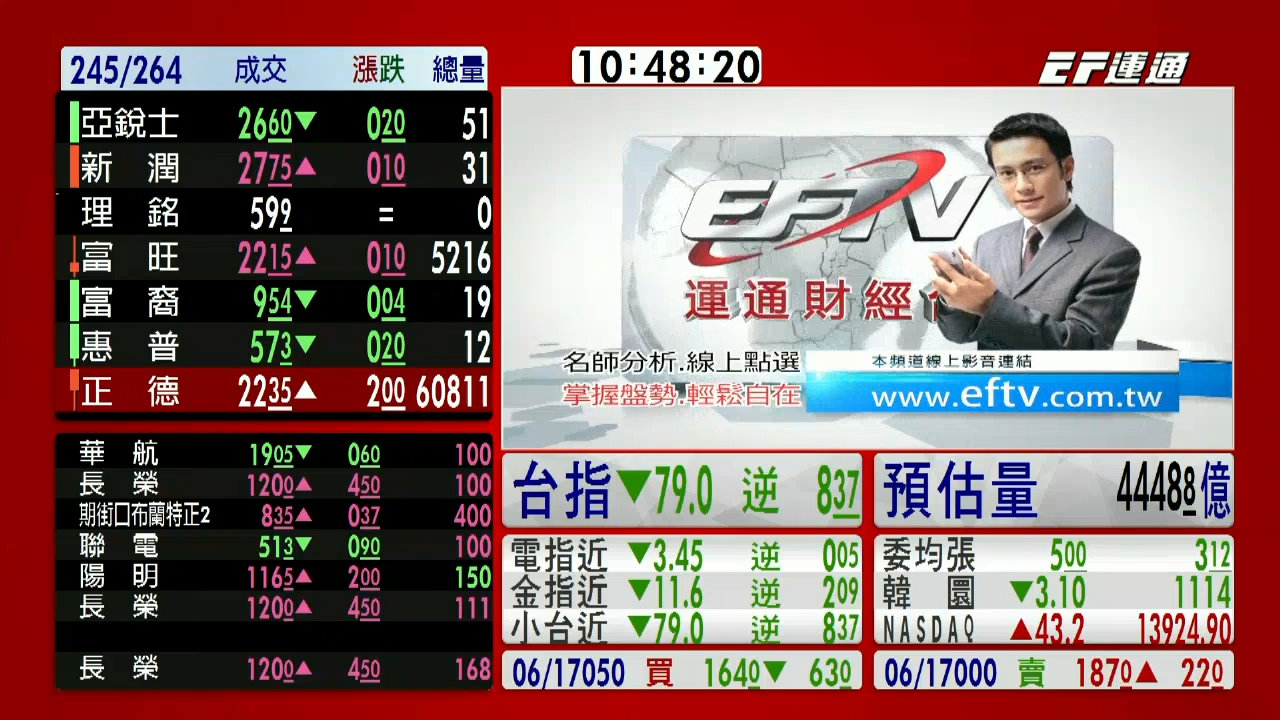 245/264 成交 漲跌 總量
亞銳士 2660▼ 020 51
新潤 2775▲ 010 31
理銘 599 = 0
富旺 2215▲ 010 5216
富裔 954▼ 004 19
惠普 573▼ 020 12
正德 2235▲ 200 60811
華航 1905▼ 060 100
長榮 1200▲ 450 100
期街口布蘭特正2 835▲ 037 400
聯電 513▼ 090 100
陽明 1165▲ 200 150
長榮 1200▲ 450 111
長榮 1200▲ 450 168
10:48:20
EF運通
EFTV
運通財經
名師分析.線上點選
掌握盤勢.輕鬆自在
本頻道線上影音連結
www.eftv.com.tw
台指▼79.0 逆 837
預估量 44488億
電指近 ▼3.45 逆 005
金指近 ▼11.6 逆 209
小台近 ▼79.0 逆 837
委均張 500 312
韓圜 ▼3.10 1114
NASDAQ ▲43.2 13924.90
06/17050 買 1640▼ 630
06/17000 賣 1870▲ 220